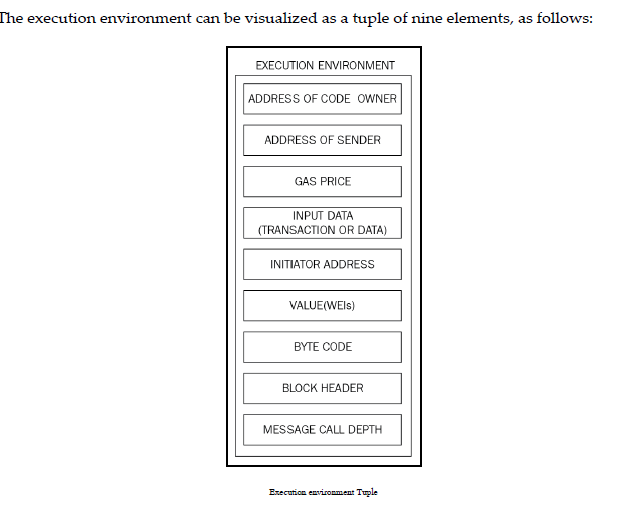 The execution environment can be visualized as a tuple of nine elements, as follows:
EXECUTION ENVIRONMENT
ADDRESS OF CODE OWNER
ADDRESS OF SENDER
GAS PRICE
INPUT DATA
(TRANSACTION OR DATA)
INITIATOR ADDRESS
VALUE(WEIs)
BYTE CODE
BLOCK HEADER
MESSAGE CALL DEPTH
Execution environment Tuple